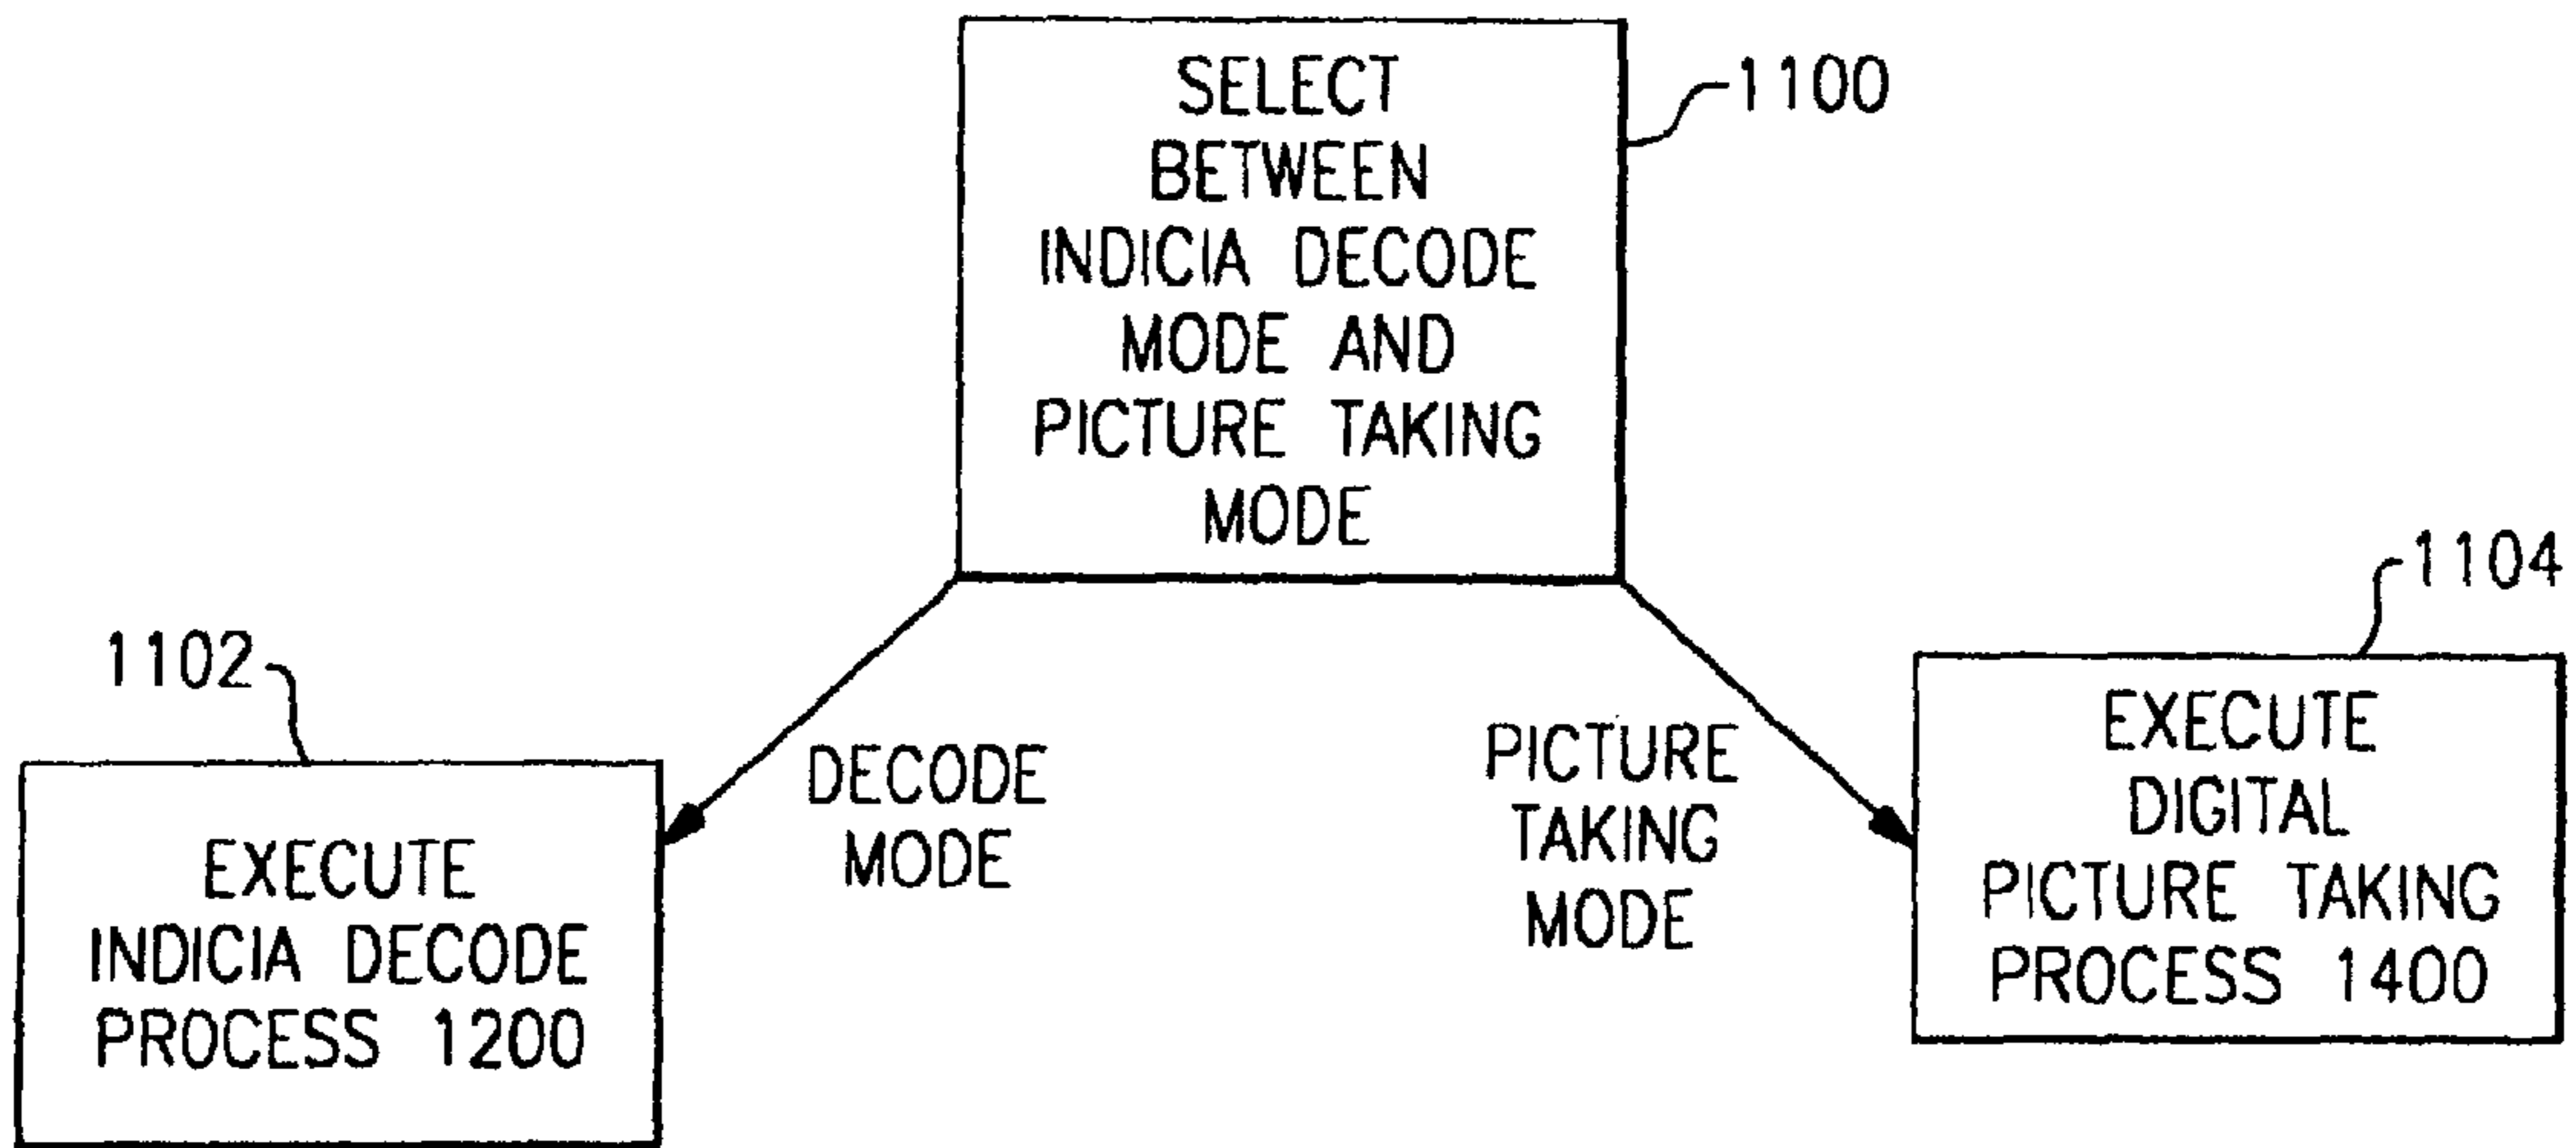 SELECT
BETWEEN
INDICIA DECODE
MODE AND
PICTURE TAKING
MODE
1100
1102
DECODE
MODE
PICTURE
TAKING
MODE
1104
EXECUTE
INDICIA DECODE
PROCESS 1200
EXECUTE
DIGITAL
PICTURE TAKING
PROCESS 1400